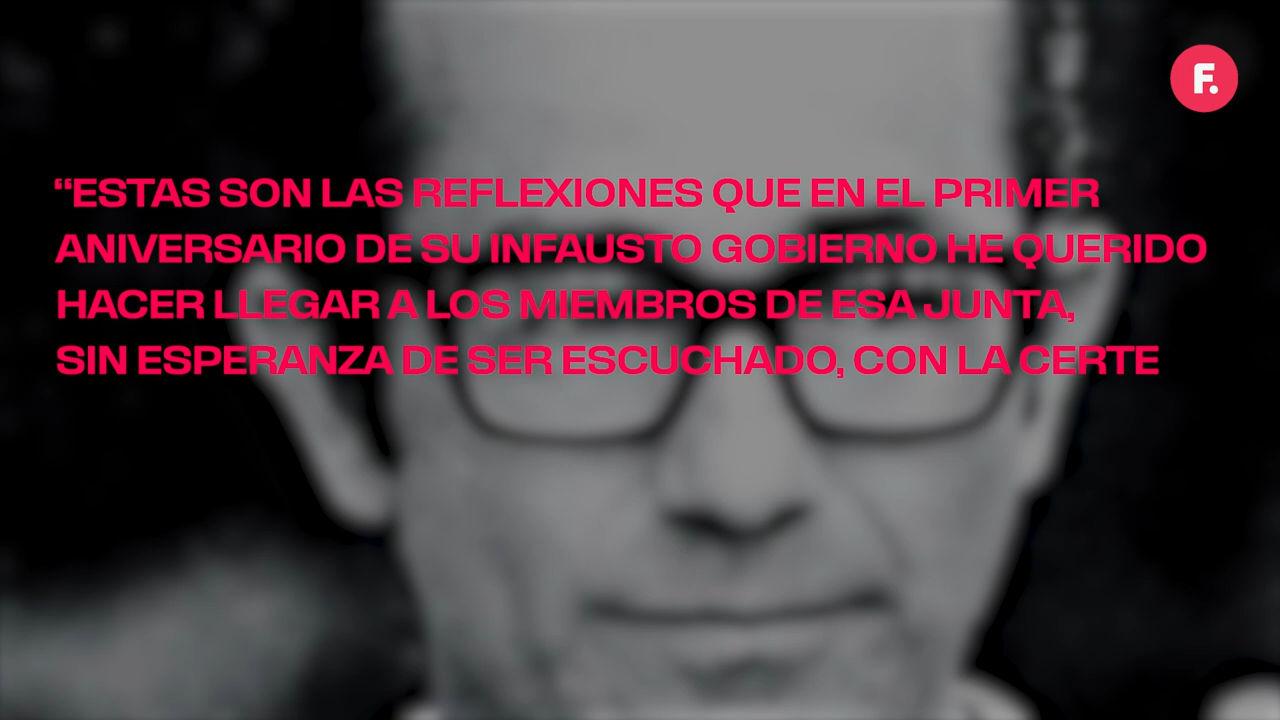 F.
“ESTAS SON LAS REFLEXIONES QUE EN EL PRIMER
ANIVERSARIO DE SU INFAUSTO GOBIERNO HE QUERIDO
HACER LLEGAR A LOS MIEMBROS DE ESA JUNTA,
SIN ESPERANZA DE SER ESCUCHADO, CON LA CERTE